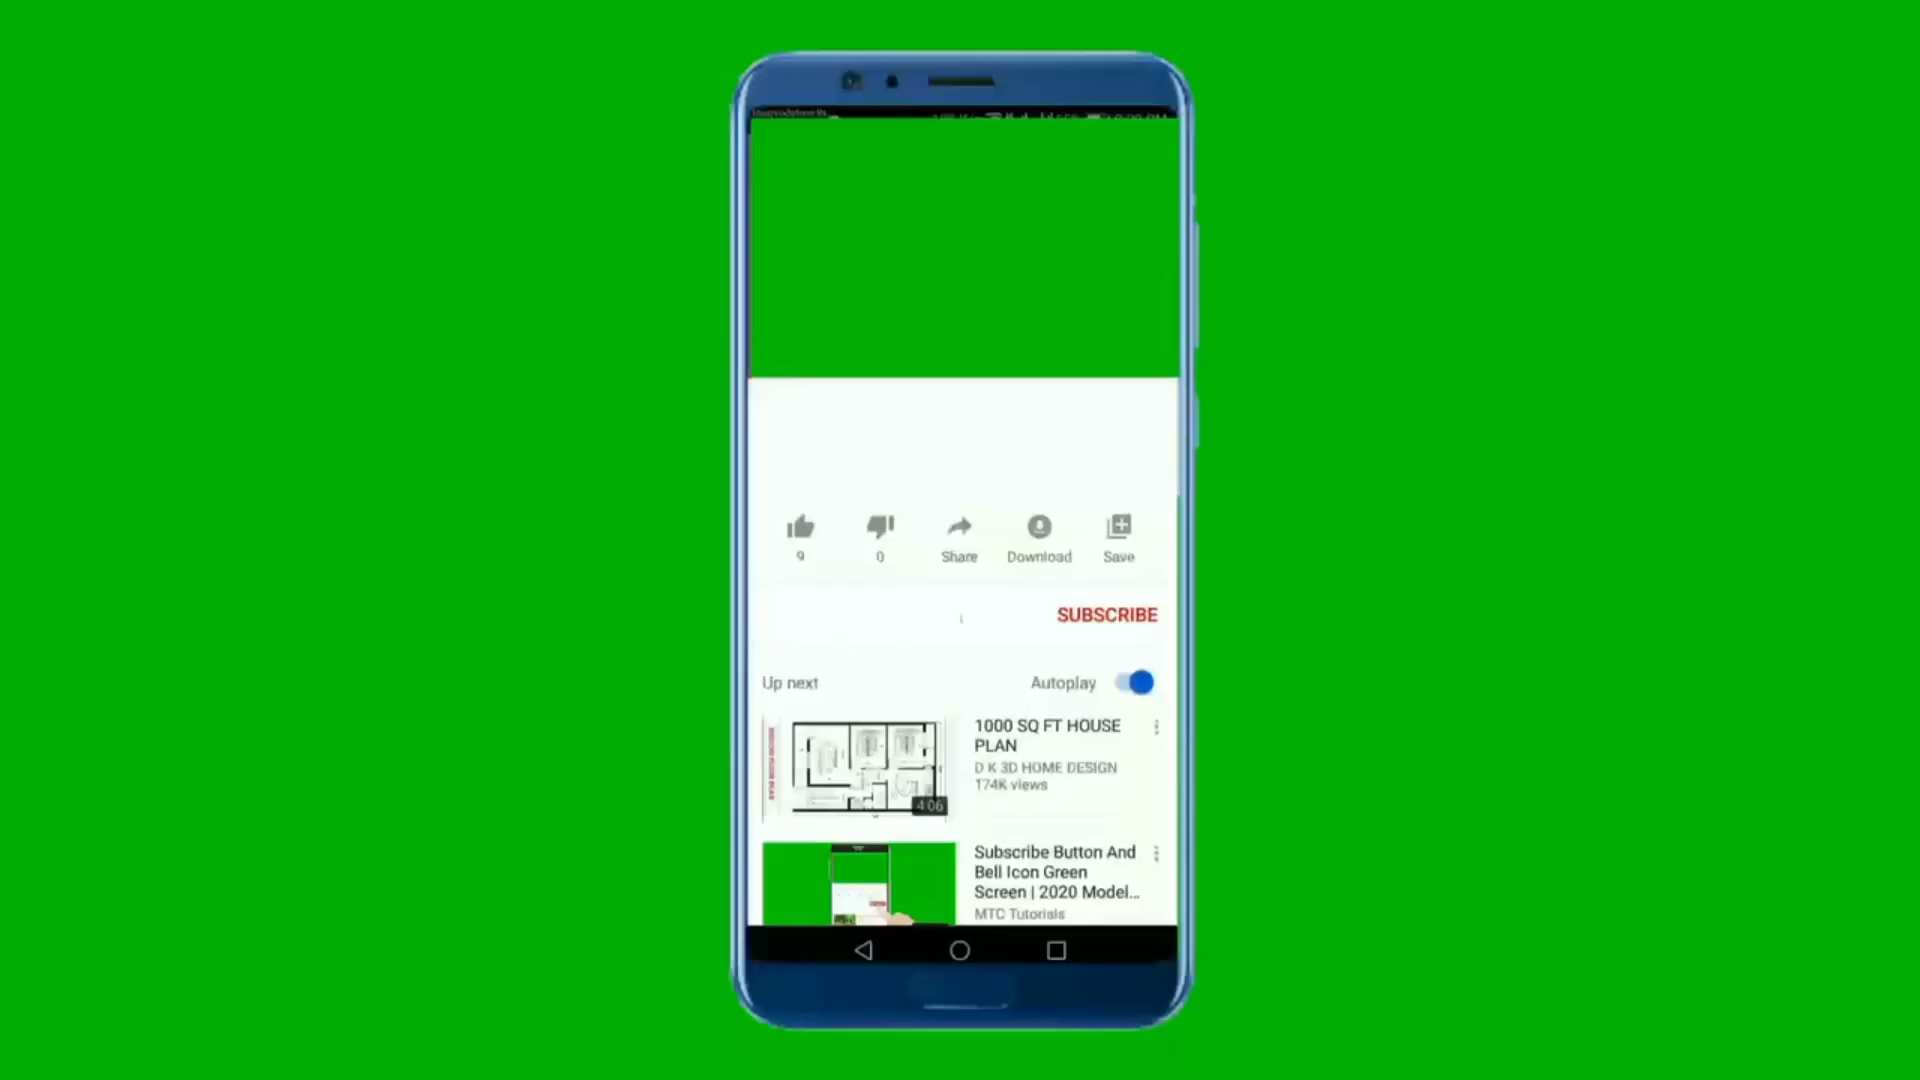 9
0
Share
Download
Save
SUBSCRIBE
Up next
Autoplay
1000 SQ FT HOUSE
PLAN
D K 3D HOME DESIGN
174K views
4:06
Subscribe Button And
Bell Icon Green
Screen | 2020 Model...
MTC Tutorials